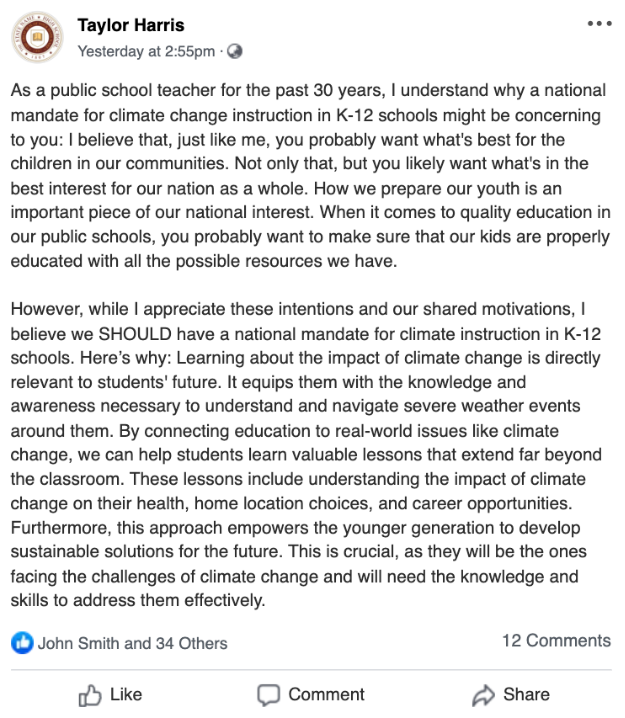 Taylor Harris
Yesterday at 2:55pm ·
As a public school teacher for the past 30 years, I understand why a national
mandate for climate change instruction in K-12 schools might be concerning
to you: I believe that, just like me, you probably want what's best for the
children in our communities. Not only that, but you likely want what's in the
best interest for our nation as a whole. How we prepare our youth is an
important piece of our national interest. When it comes to quality education in
our public schools, you probably want to make sure that our kids are properly
educated with all the possible resources we have.
However, while I appreciate these intentions and our shared motivations, I
believe we SHOULD have a national mandate for climate instruction in K-12
schools. Here’s why: Learning about the impact of climate change is directly
relevant to students' future. It equips them with the knowledge and
awareness necessary to understand and navigate severe weather events
around them. By connecting education to real-world issues like climate
change, we can help students learn valuable lessons that extend far beyond
the classroom. These lessons include understanding the impact of climate
change on their health, home location choices, and career opportunities.
Furthermore, this approach empowers the younger generation to develop
sustainable solutions for the future. This is crucial, as they will be the ones
facing the challenges of climate change and will need the knowledge and
skills to address them effectively.
John Smith and 34 Others
12 Comments
Like
Comment
Share